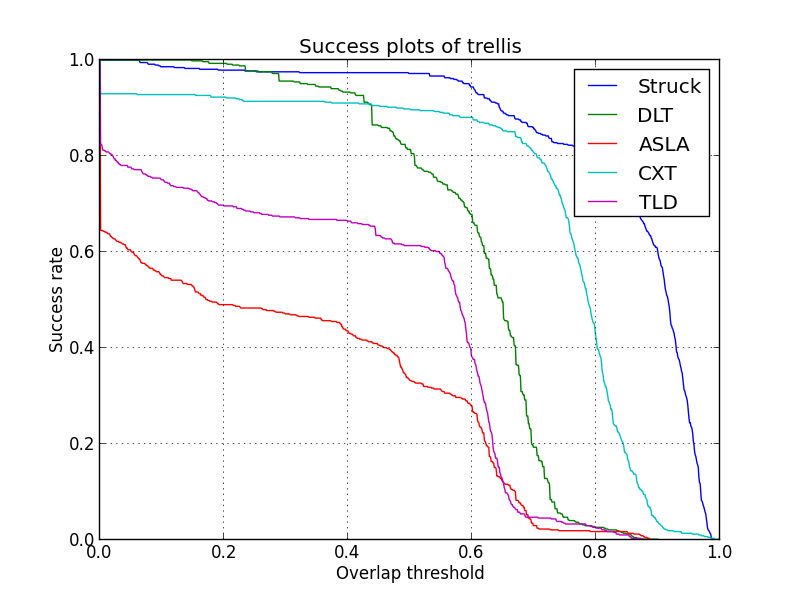 Success plots of trellis
1.0
0.8
0.6
0.4
0.2
0.0
Success rate
Struck
DLT
ASLA
CXT
TLD
0.0 0.2 0.4 0.6 0.8 1.0
Overlap threshold